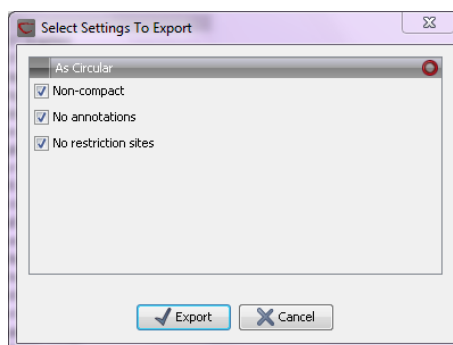 Select Settings To Export
As Circular
Non-compact
No annotations
No restriction sites
Export
Cancel